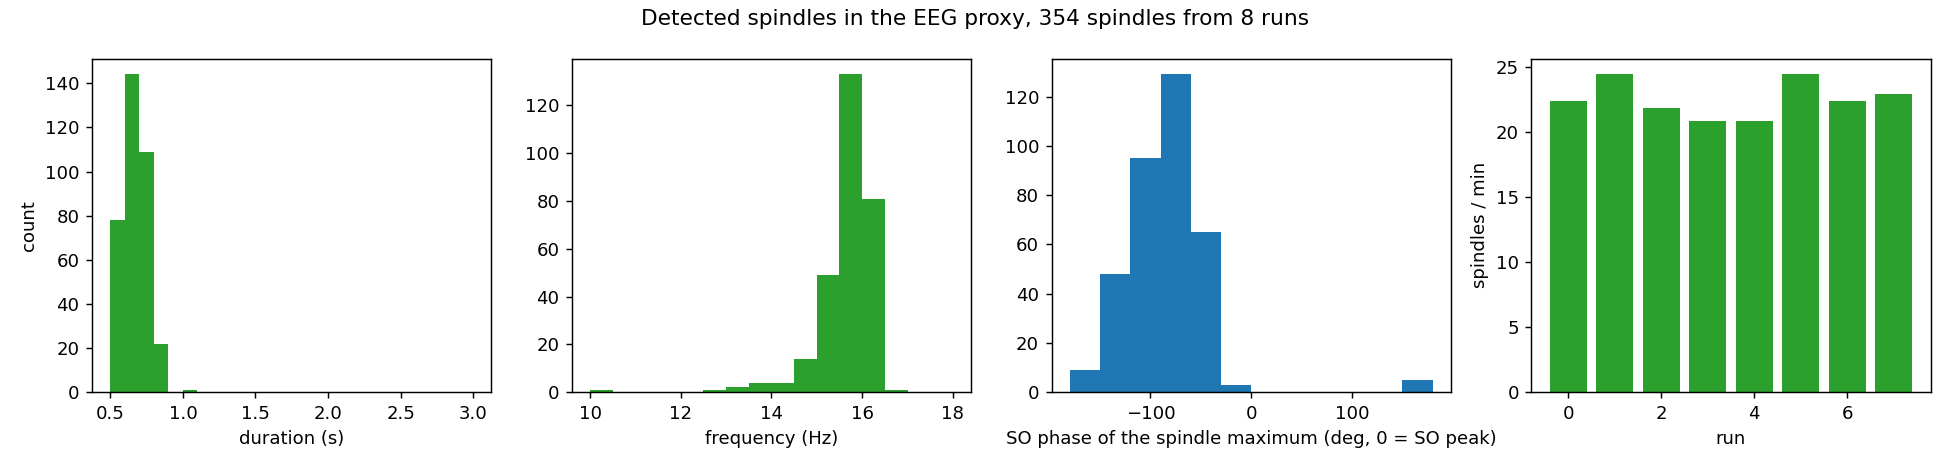 Detected spindles in the EEG proxy, 354 spindles from 8 runs
count
140
120
100
80
60
40
20
0
0.5 1.0 1.5 2.0 2.5 3.0
duration (s)
120
100
80
60
40
20
0
10 12 14 16 18
frequency (Hz)
120
100
80
60
40
20
0
−100 0 100
SO phase of the spindle maximum (deg, 0 = SO peak)
spindles / min
25
20
15
10
5
0
0 2 4 6
run